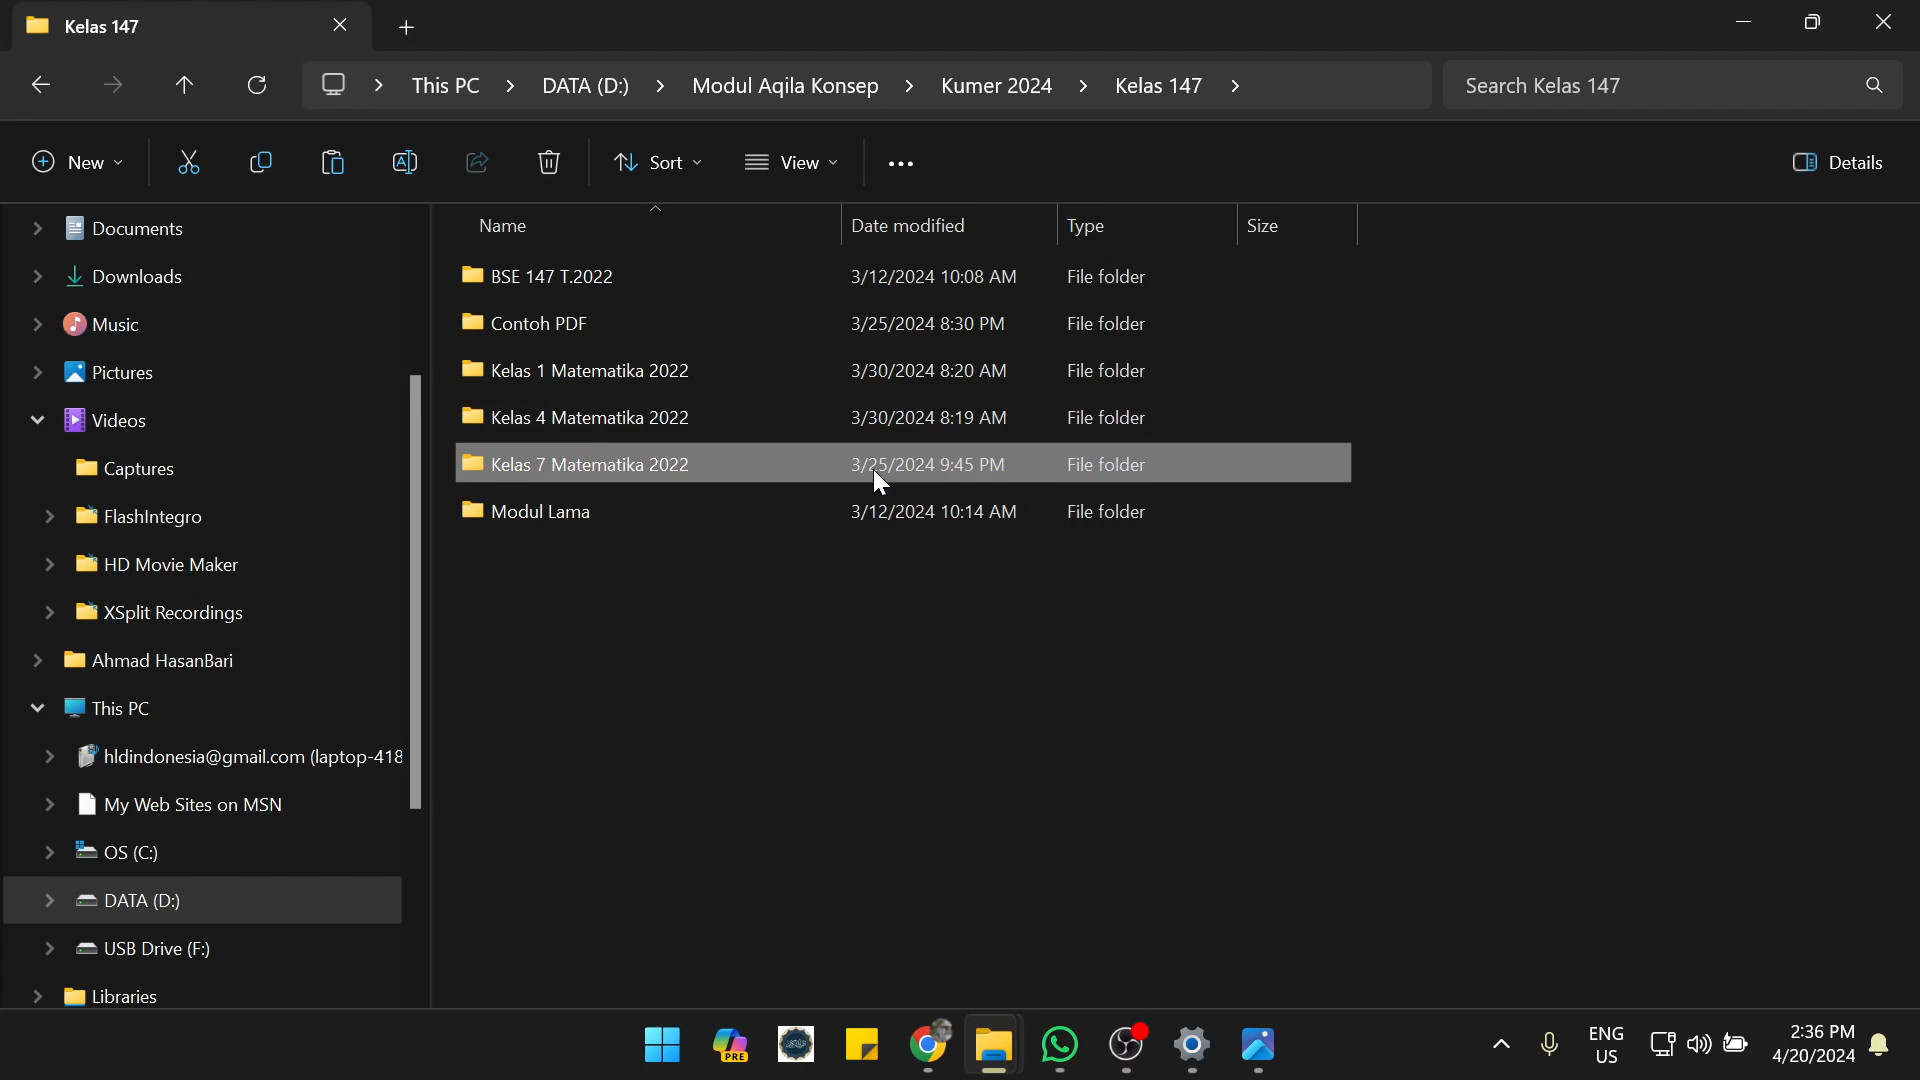 Kelas 147
This PC > DATA (D:) > Modul Aqila Konsep > Kumer 2024 > Kelas 147 >
Search Kelas 147
New
Sort
View
Details
Documents
Downloads
Music
Pictures
Videos
Captures
FlashIntegro
HD Movie Maker
XSplit Recordings
Ahmad HasanBari
This PC
hldindonesia@gmail.com (laptop-418
My Web Sites on MSN
OS (C:)
DATA (D:)
USB Drive (F:)
Libraries
Name Date modified Type Size
BSE 147 T.2022 3/12/2024 10:08 AM File folder
Contoh PDF 3/25/2024 8:30 PM File folder
Kelas 1 Matematika 2022 3/30/2024 8:20 AM File folder
Kelas 4 Matematika 2022 3/30/2024 8:19 AM File folder
Kelas 7 Matematika 2022 3/25/2024 9:45 PM File folder
Modul Lama 3/12/2024 10:14 AM File folder
PRE
ENG
US
2:36 PM
4/20/2024